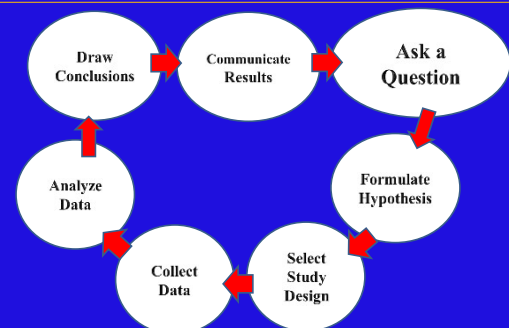 Draw
Conclusions
Communicate
Results
Ask a
Question
Formulate
Hypothesis
Select
Study
Design
Collect
Data
Analyze
Data